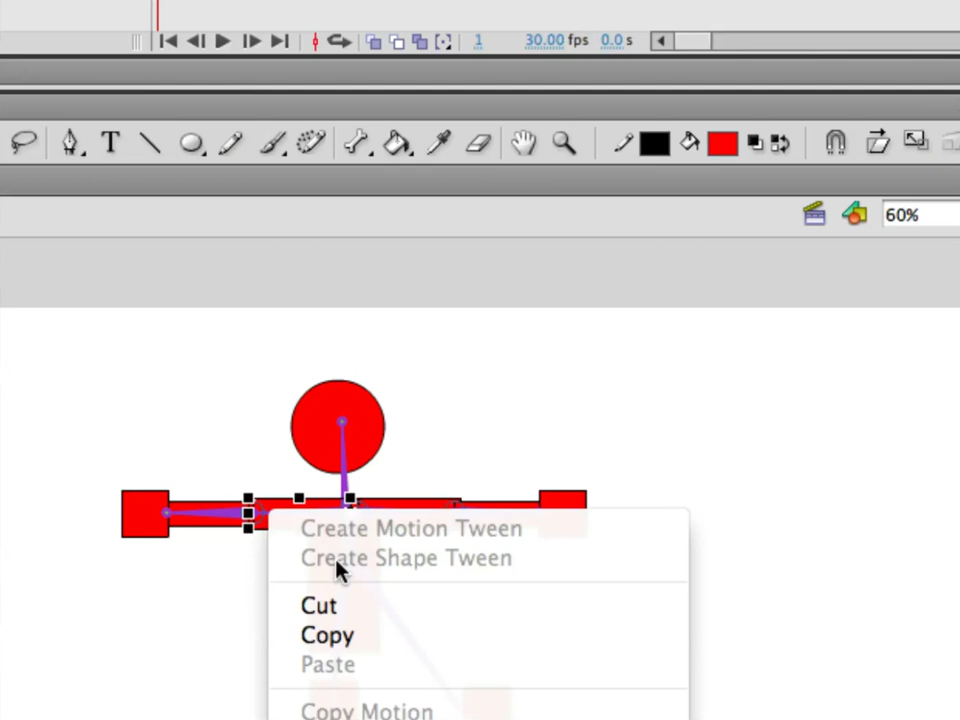 1 30.00 fps 0.0 s
T
60%
Create Motion Tween
Create Shape Tween
Cut
Copy
Paste
Copy Motion